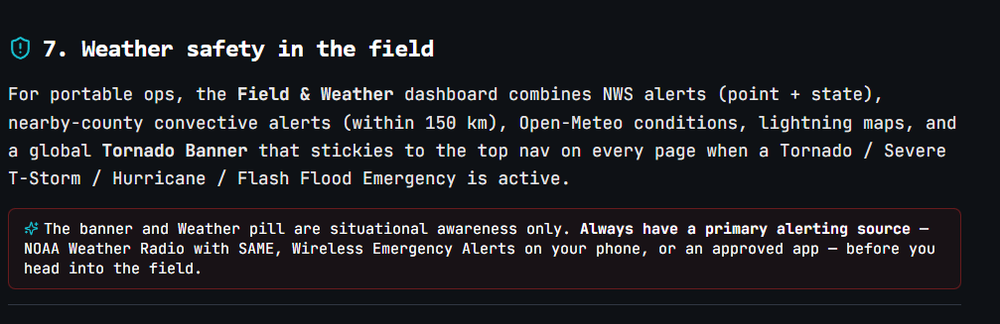 7. Weather safety in the field
For portable ops, the Field & Weather dashboard combines NWS alerts (point + state),
nearby-county convective alerts (within 150 km), Open-Meteo conditions, lightning maps, and
a global Tornado Banner that stickies to the top nav on every page when a Tornado / Severe
T-Storm / Hurricane / Flash Flood Emergency is active.
The banner and Weather pill are situational awareness only. Always have a primary alerting source —
NOAA Weather Radio with SAME, Wireless Emergency Alerts on your phone, or an approved app — before you
head into the field.